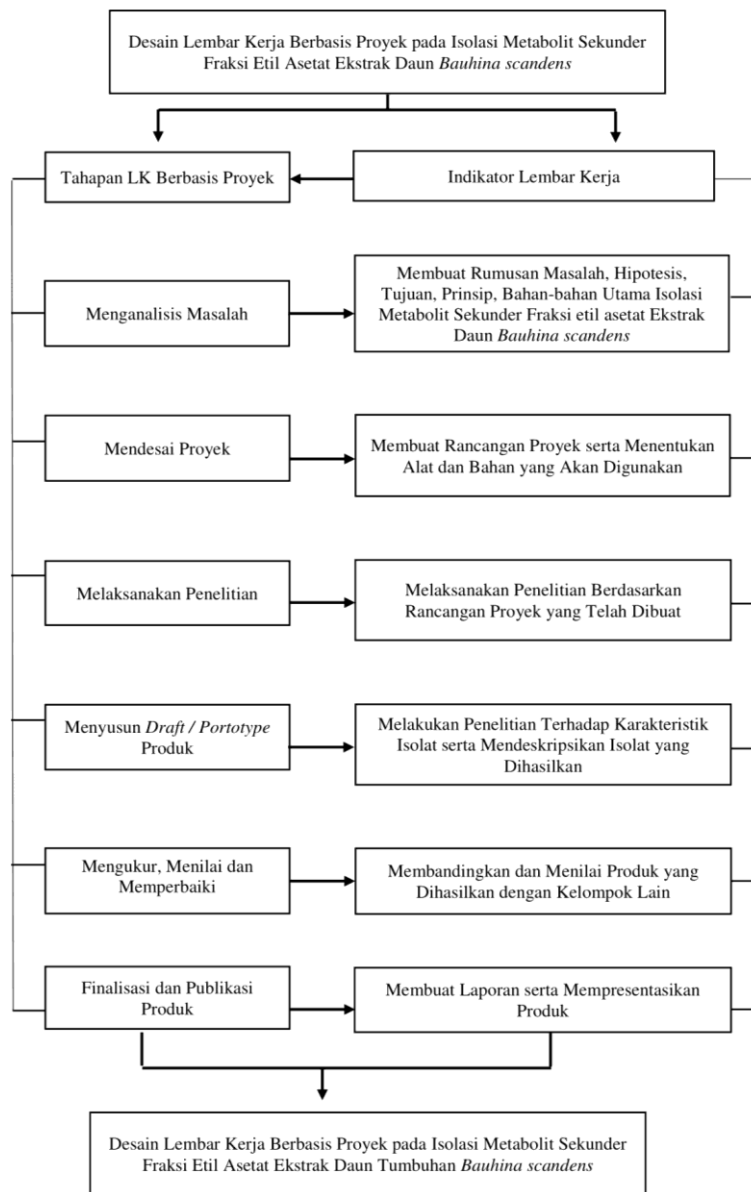 Desain Lembar Kerja Berbasis Proyek pada Isolasi Metabolit Sekunder
Fraksi Etil Asetat Ekstrak Daun Bauhina scandens
Tahapan LK Berbasis Proyek
Indikator Lembar Kerja
Menganalisis Masalah
Membuat Rumusan Masalah, Hipotesis,
Tujuan, Prinsip, Bahan-bahan Utama Isolasi
Metabolit Sekunder Fraksi etil asetat Ekstrak
Daun Bauhina scandens
Mendesai Proyek
Membuat Rancangan Proyek serta Menentukan
Alat dan Bahan yang Akan Digunakan
Melaksanakan Penelitian
Melaksanakan Penelitian Berdasarkan
Rancangan Proyek yang Telah Dibuat
Menyusun Draft / Portotype
Produk
Melakukan Penelitian Terhadap Karakteristik
Isolat serta Mendeskripsikan Isolat yang
Dihasilkan
Mengukur, Menilai dan
Memperbaiki
Membandingkan dan Menilai Produk yang
Dihasilkan dengan Kelompok Lain
Finalisasi dan Publikasi
Produk
Membuat Laporan serta Mempresentasikan
Produk
Desain Lembar Kerja Berbasis Proyek pada Isolasi Metabolit Sekunder
Fraksi Etil Asetat Ekstrak Daun Tumbuhan Bauhina scandens